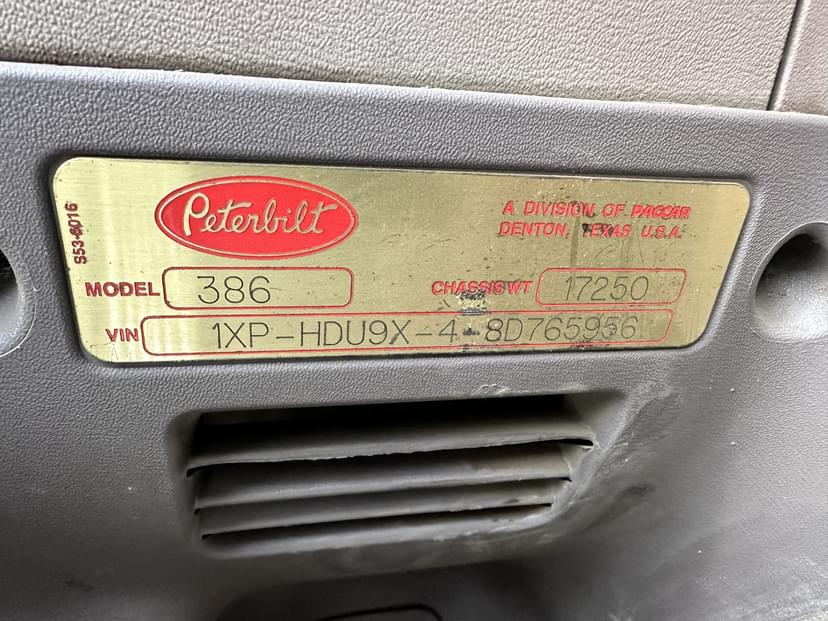 Peterbilt
A DIVISION OF PACCAR
DENTON, TEXAS U.S.A.
S53-6016
MODEL 386 CHASSIS WT 17250
VIN 1XP-HDU9X-4-8D765956